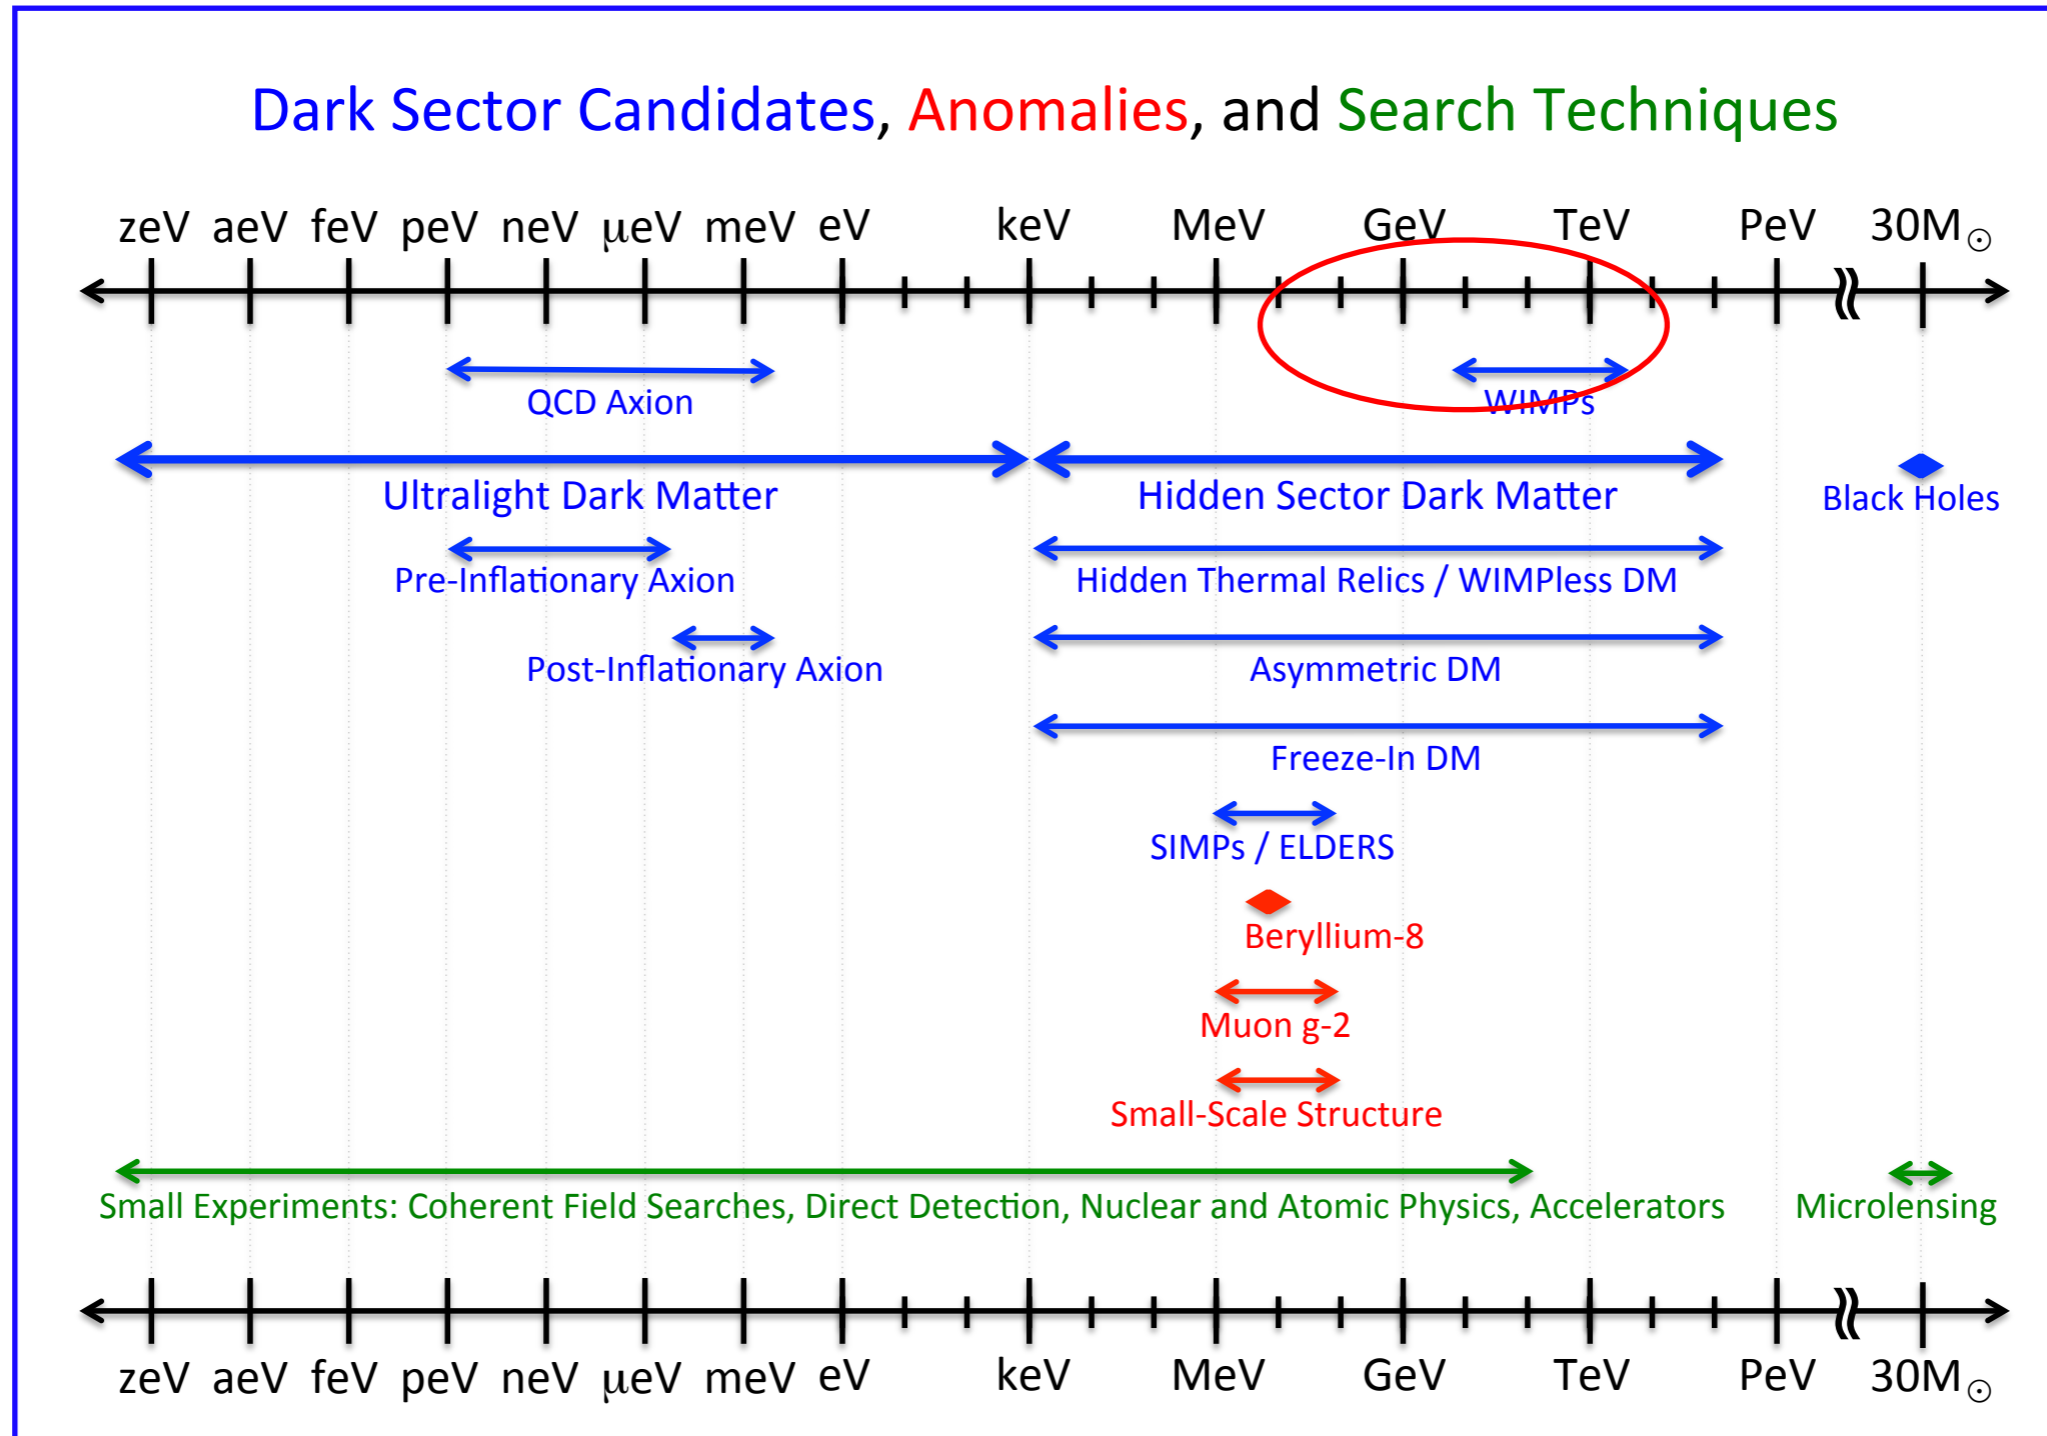 Dark Sector Candidates, Anomalies, and Search Techniques
zeV aeV feV peV neV μeV meV eV keV MeV GeV TeV PeV 30M☉
QCD Axion WIMPs
Ultralight Dark Matter Hidden Sector Dark Matter Black Holes
Pre-Inflationary Axion Hidden Thermal Relics / WIMPless DM
Post-Inflationary Axion Asymmetric DM
Freeze-In DM
SIMPs / ELDERS
Beryllium-8
Muon g-2
Small-Scale Structure
Small Experiments: Coherent Field Searches, Direct Detection, Nuclear and Atomic Physics, Accelerators Microlensing
zeV aeV feV peV neV μeV meV eV keV MeV GeV TeV PeV 30M☉